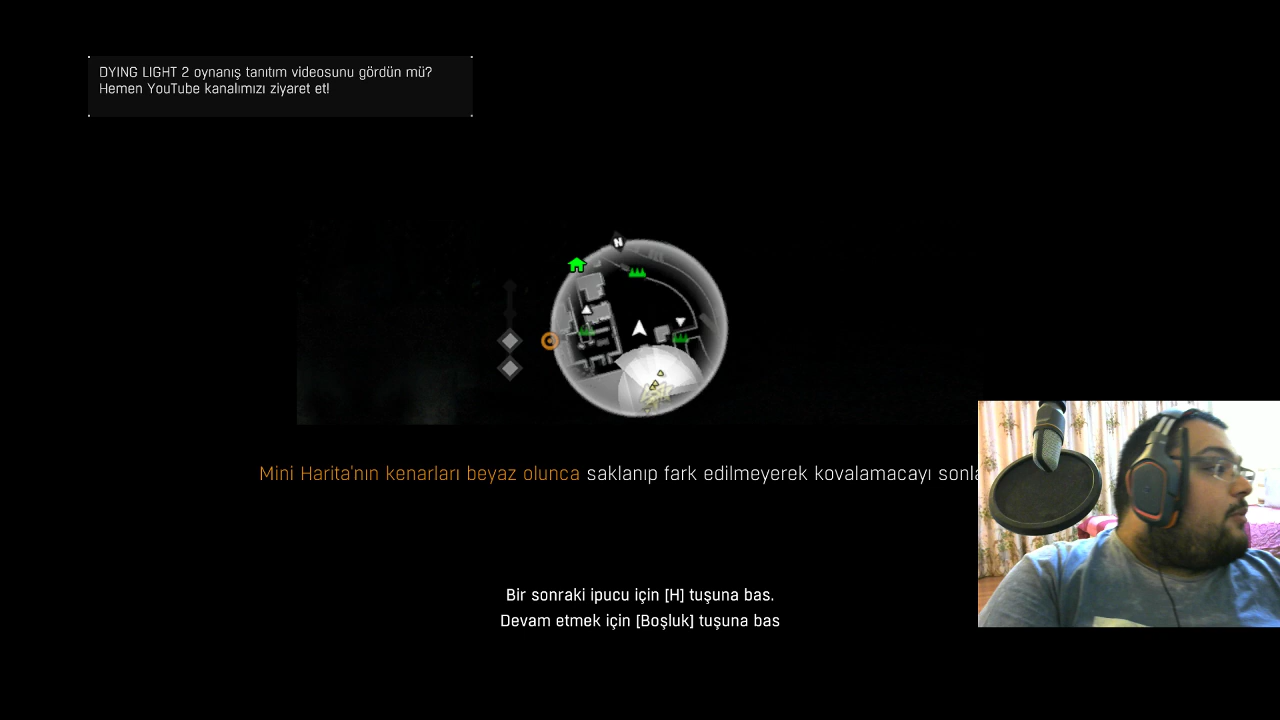 DYING LIGHT 2 oynanış tanıtım videosunu gördün mü?
Hemen YouTube kanalımızı ziyaret et!
N
Mini Harita'nın kenarları beyaz olunca saklanıp fark edilmeyerek kovalamacayı
Bir sonraki ipucu için [H] tuşuna bas.
Devam etmek için [Boşluk] tuşuna bas